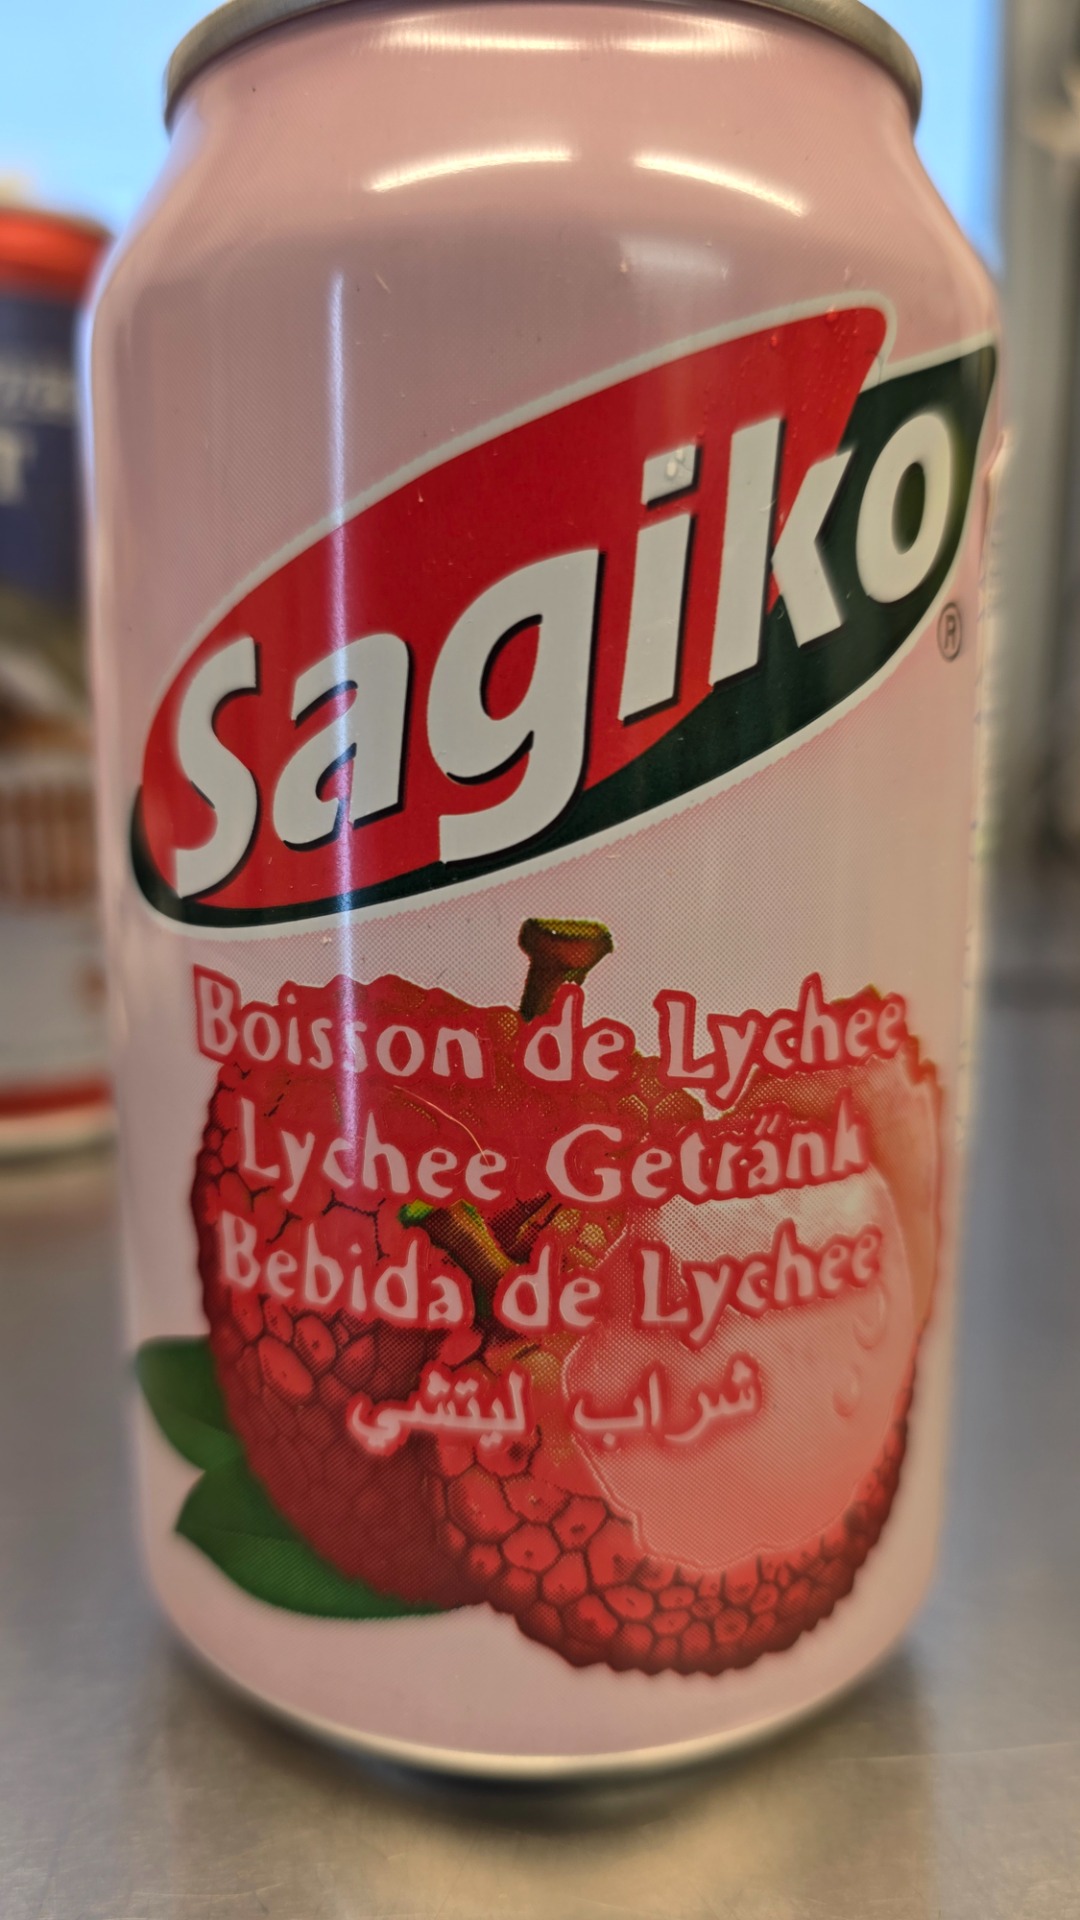 Sagiko
®
Boisson de Lychee
Lychee Getränk
Bebida de Lychee
شراب ليتشي